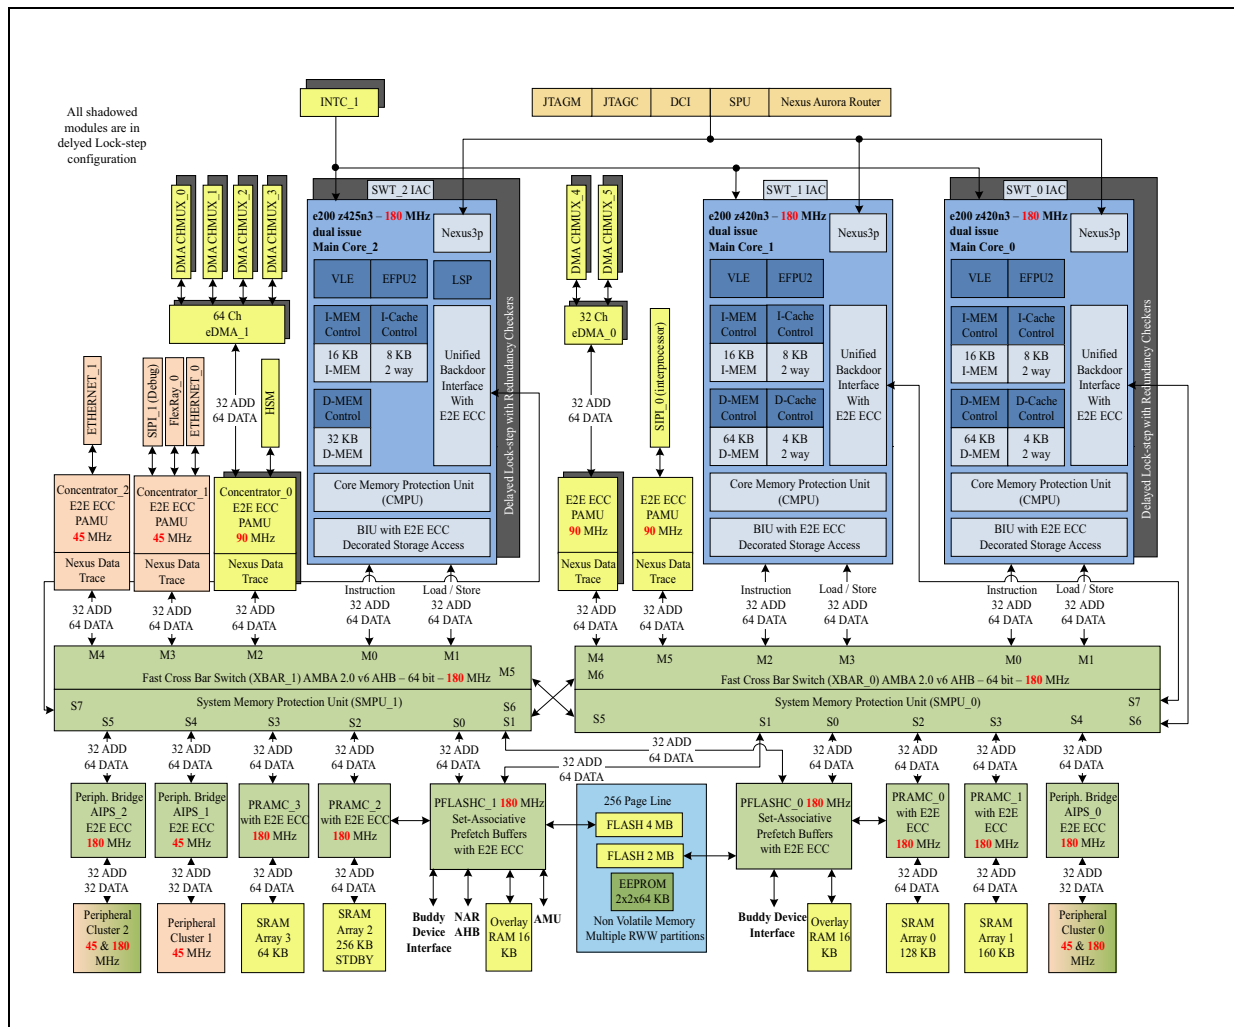 All shadowed
modules are in
delyed Lock-step
configuration
INTC_1
JTAGM
JTAGC
DCI
SPU
Nexus Aurora Router
DMA CHMUX_0
DMA CHMUX_1
DMA CHMUX_2
DMA CHMUX_3
64 Ch
eDMA_1
32 ADD
64 DATA
ETHERNET_1
SIPI_1 (Debug)
FlexRay_0
ETHERNET_0
HSM
Concentrator_2
E2E ECC
PAMU
45 MHz
Nexus Data
Trace
Concentrator_1
E2E ECC
PAMU
45 MHz
Nexus Data
Trace
Concentrator_0
E2E ECC
PAMU
90 MHz
Nexus Data
Trace
SWT_2 IAC
e200 z425n3 – 180 MHz
dual issue
Main Core_2
Nexus3p
VLE
EFPU2
LSP
I-MEM
Control
I-Cache
Control
16 KB
I-MEM
8 KB
2 way
D-MEM
Control
32 KB
D-MEM
Unified
Backdoor
Interface
With
E2E ECC
Core Memory Protection Unit
(CMPU)
BIU with E2E ECC
Decorated Storage Access
Delayed Lock-step with Redundancy Checkers
DMA CHMUX_4
DMA CHMUX_5
32 Ch
eDMA_0
32 ADD
64 DATA
SIPI_0 (interprocessor)
E2E ECC
PAMU
90 MHz
Nexus Data
Trace
E2E ECC
PAMU
90 MHz
Nexus Data
Trace
SWT_1 IAC
e200 z420n3 – 180 MHz
dual issue
Main Core_1
Nexus3p
VLE
EFPU2
I-MEM
Control
I-Cache
Control
16 KB
I-MEM
8 KB
2 way
D-MEM
Control
D-Cache
Control
64 KB
D-MEM
4 KB
2 way
Unified
Backdoor
Interface
With
E2E ECC
Core Memory Protection Unit
(CMPU)
BIU with E2E ECC
Decorated Storage Access
SWT_0 IAC
e200 z420n3 – 180 MHz
dual issue
Main Core_0
Nexus3p
VLE
EFPU2
I-MEM
Control
I-Cache
Control
16 KB
I-MEM
8 KB
2 way
D-MEM
Control
D-Cache
Control
64 KB
D-MEM
4 KB
2 way
Unified
Backdoor
Interface
With
E2E ECC
Core Memory Protection Unit
(CMPU)
BIU with E2E ECC
Decorated Storage Access
Delayed Lock-step with Redundancy Checkers
32 ADD
64 DATA
32 ADD
64 DATA
32 ADD
64 DATA
Instruction
32 ADD
64 DATA
Load / Store
32 ADD
64 DATA
32 ADD
64 DATA
32 ADD
64 DATA
Instruction
32 ADD
64 DATA
Load / Store
32 ADD
64 DATA
Instruction
32 ADD
64 DATA
Load / Store
32 ADD
64 DATA
M4
M3
M2
M0
M1
M5
Fast Cross Bar Switch (XBAR_1) AMBA 2.0 v6 AHB – 64 bit – 180 MHz
System Memory Protection Unit (SMPU_1)
S7
S5
S4
S3
S2
S0
S6
S1
M4
M6
M5
M2
M3
M0
M1
Fast Cross Bar Switch (XBAR_0) AMBA 2.0 v6 AHB – 64 bit – 180 MHz
System Memory Protection Unit (SMPU_0)
S5
S1
S0
S2
S3
S4
S7
S6
32 ADD
64 DATA
32 ADD
64 DATA
32 ADD
64 DATA
32 ADD
64 DATA
32 ADD
64 DATA
32 ADD
64 DATA
32 ADD
64 DATA
32 ADD
64 DATA
32 ADD
64 DATA
32 ADD
64 DATA
32 ADD
64 DATA
Periph. Bridge
AIPS_2
E2E ECC
180 MHz
Periph. Bridge
AIPS_1
E2E ECC
45 MHz
PRAMC_3
with E2E ECC
180 MHz
PRAMC_2
with E2E ECC
180 MHz
PFLASHC_1 180 MHz
Set-Associative
Prefetch Buffers
with E2E ECC
256 Page Line
FLASH 4 MB
FLASH 2 MB
EEPROM
2x2x64 KB
Non Volatile Memory
Multiple RWW partitions
PFLASHC_0 180 MHz
Set-Associative
Prefetch Buffers
with E2E ECC
PRAMC_0
with E2E
ECC
180 MHz
PRAMC_1
with E2E
ECC
180 MHz
Periph. Bridge
AIPS_0
E2E ECC
180 MHz
32 ADD
32 DATA
32 ADD
32 DATA
32 ADD
64 DATA
32 ADD
64 DATA
32 ADD
64 DATA
32 ADD
64 DATA
32 ADD
32 DATA
Peripheral
Cluster 2
45 & 180
MHz
Peripheral
Cluster 1
45 MHz
SRAM
Array 3
64 KB
SRAM
Array 2
256 KB
STDBY
Buddy
Device
Interface
NAR
AHB
Overlay
RAM 16
KB
AMU
Buddy Device
Interface
Overlay
RAM 16
KB
SRAM
Array 0
128 KB
SRAM
Array 1
160 KB
Peripheral
Cluster 0
45 & 180
MHz